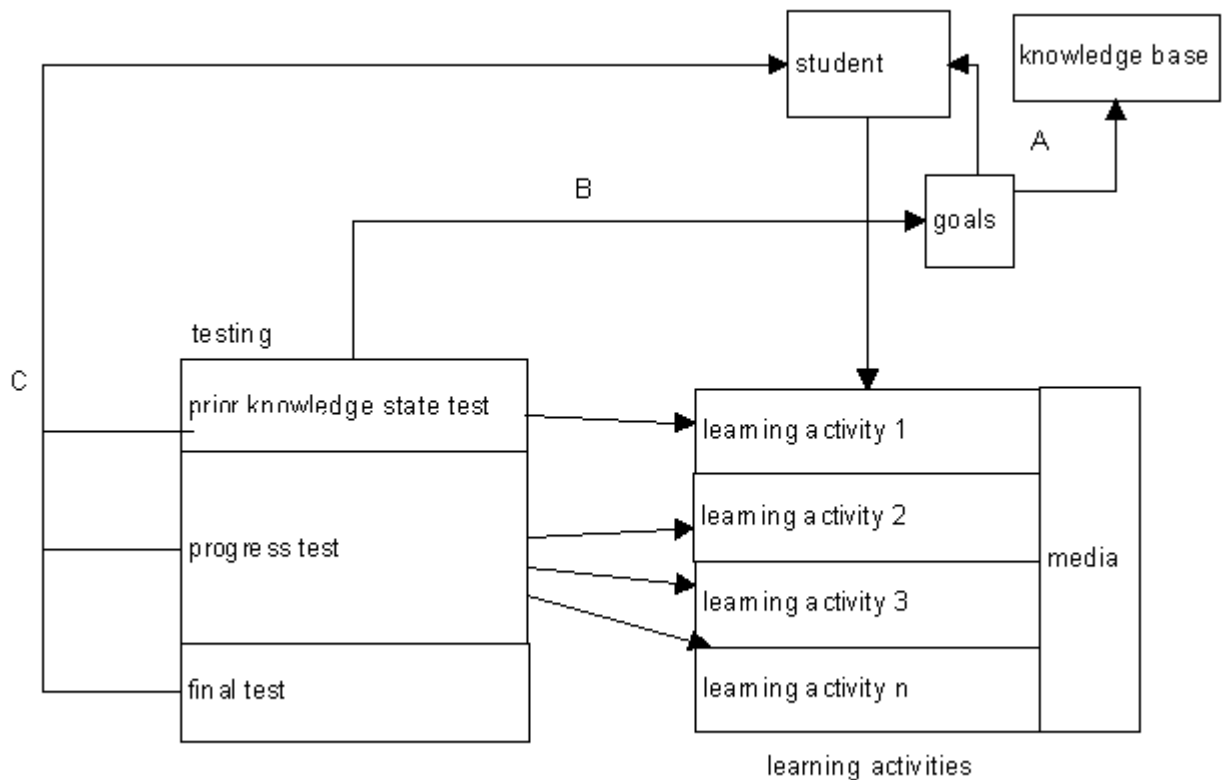 student
knowledge base
A
B
goals
testing
C
prior knowledge state test
learning activity 1
learning activity 2
progress test
media
learning activity 3
final test
learning activity n
learning activities